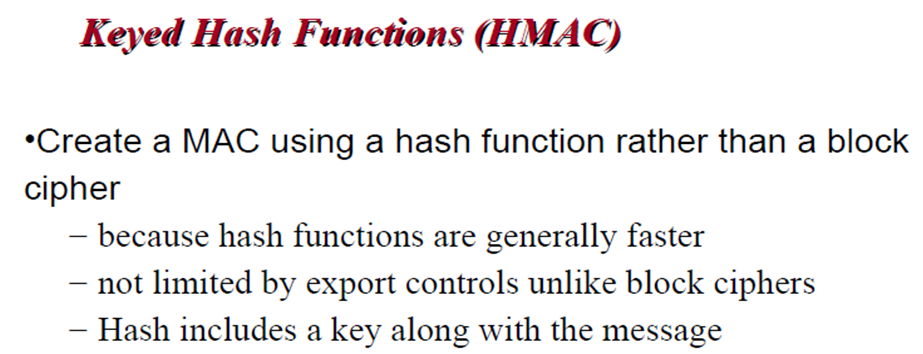 Keyed Hash Functions (HMAC)
•Create a MAC using a hash function rather than a block
cipher
– because hash functions are generally faster
– not limited by export controls unlike block ciphers
– Hash includes a key along with the message